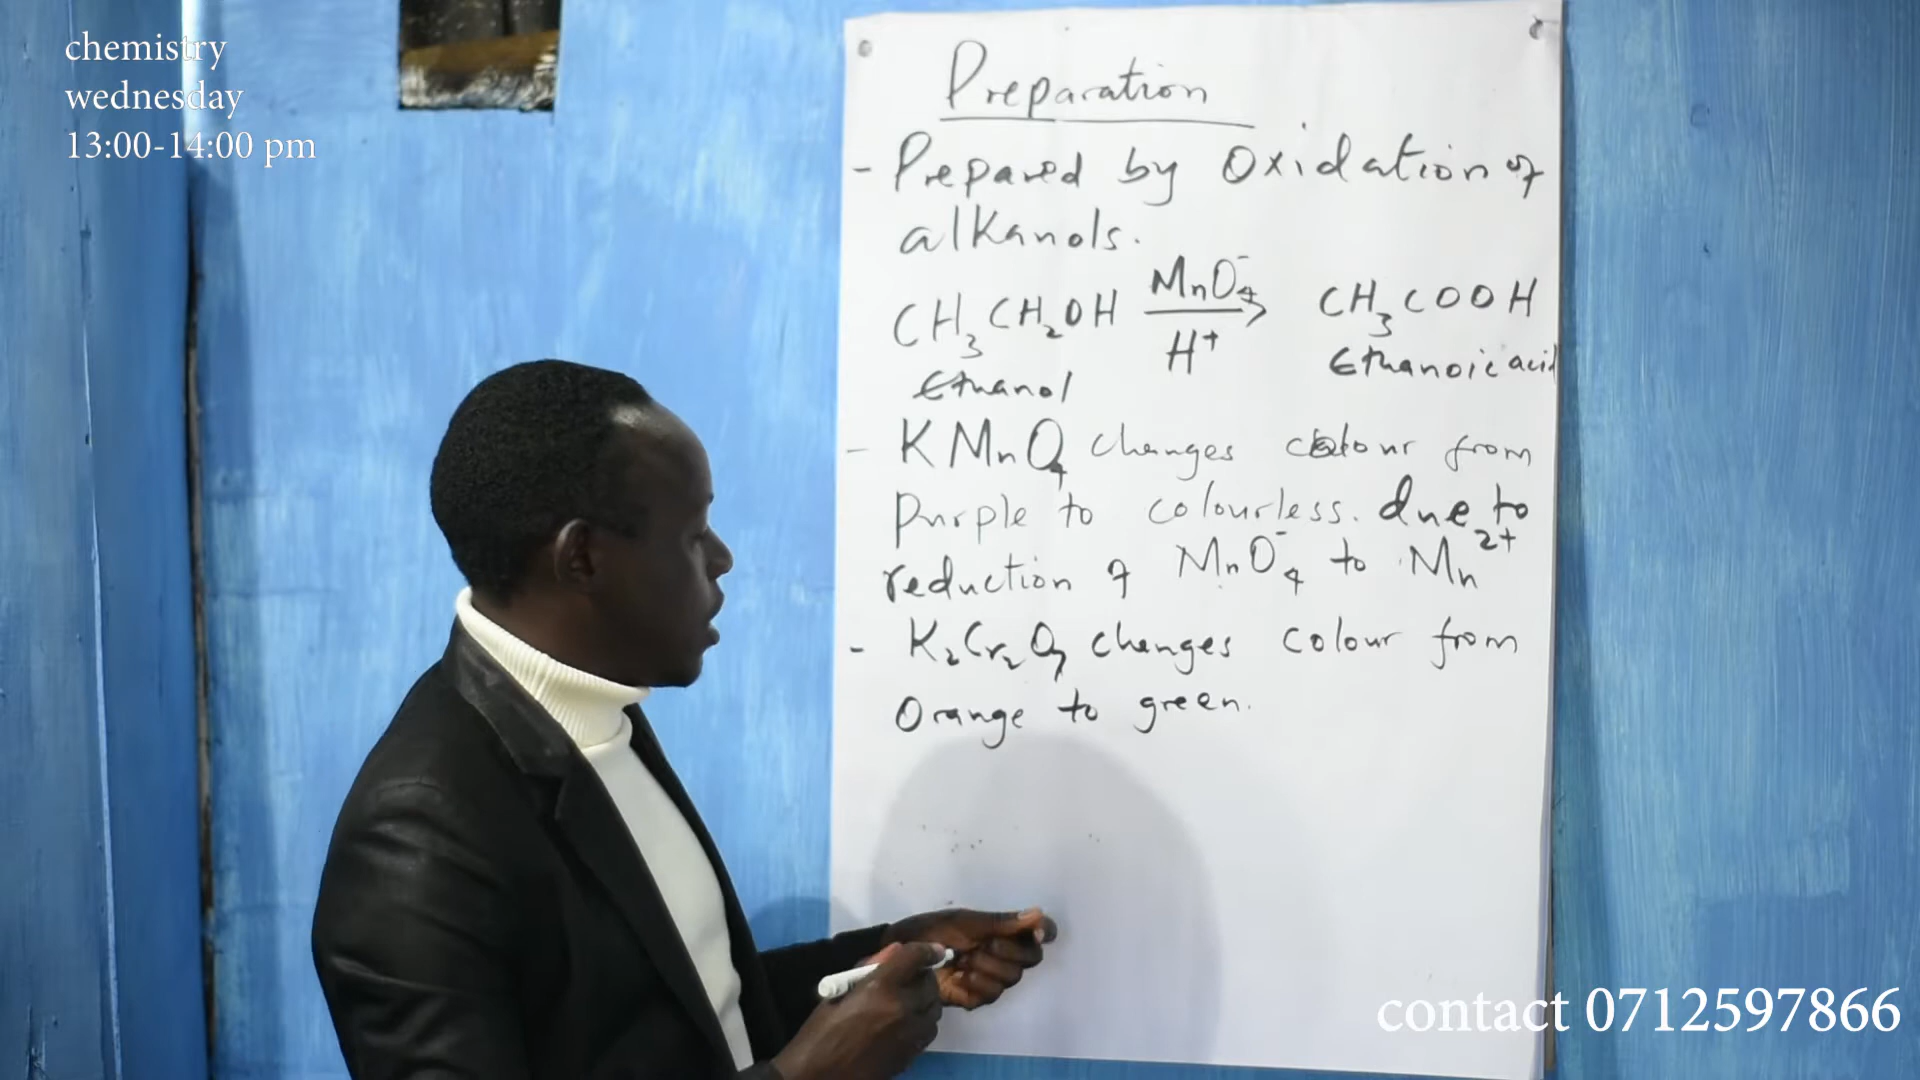 chemistry
wednesday
13:00-14:00 pm
Preparation
- Prepared by Oxidation of
alkanols.
CH₃CH₂OH MnO₄⁻ → H⁺ CH₃COOH
Ethanol Ethanoic acid
- KMnO₄ changes colour from
purple to colourless. due to
reduction of MnO₄⁻ to Mn²⁺
- K₂Cr₂O₇ changes colour from
Orange to green.
contact 0712597866